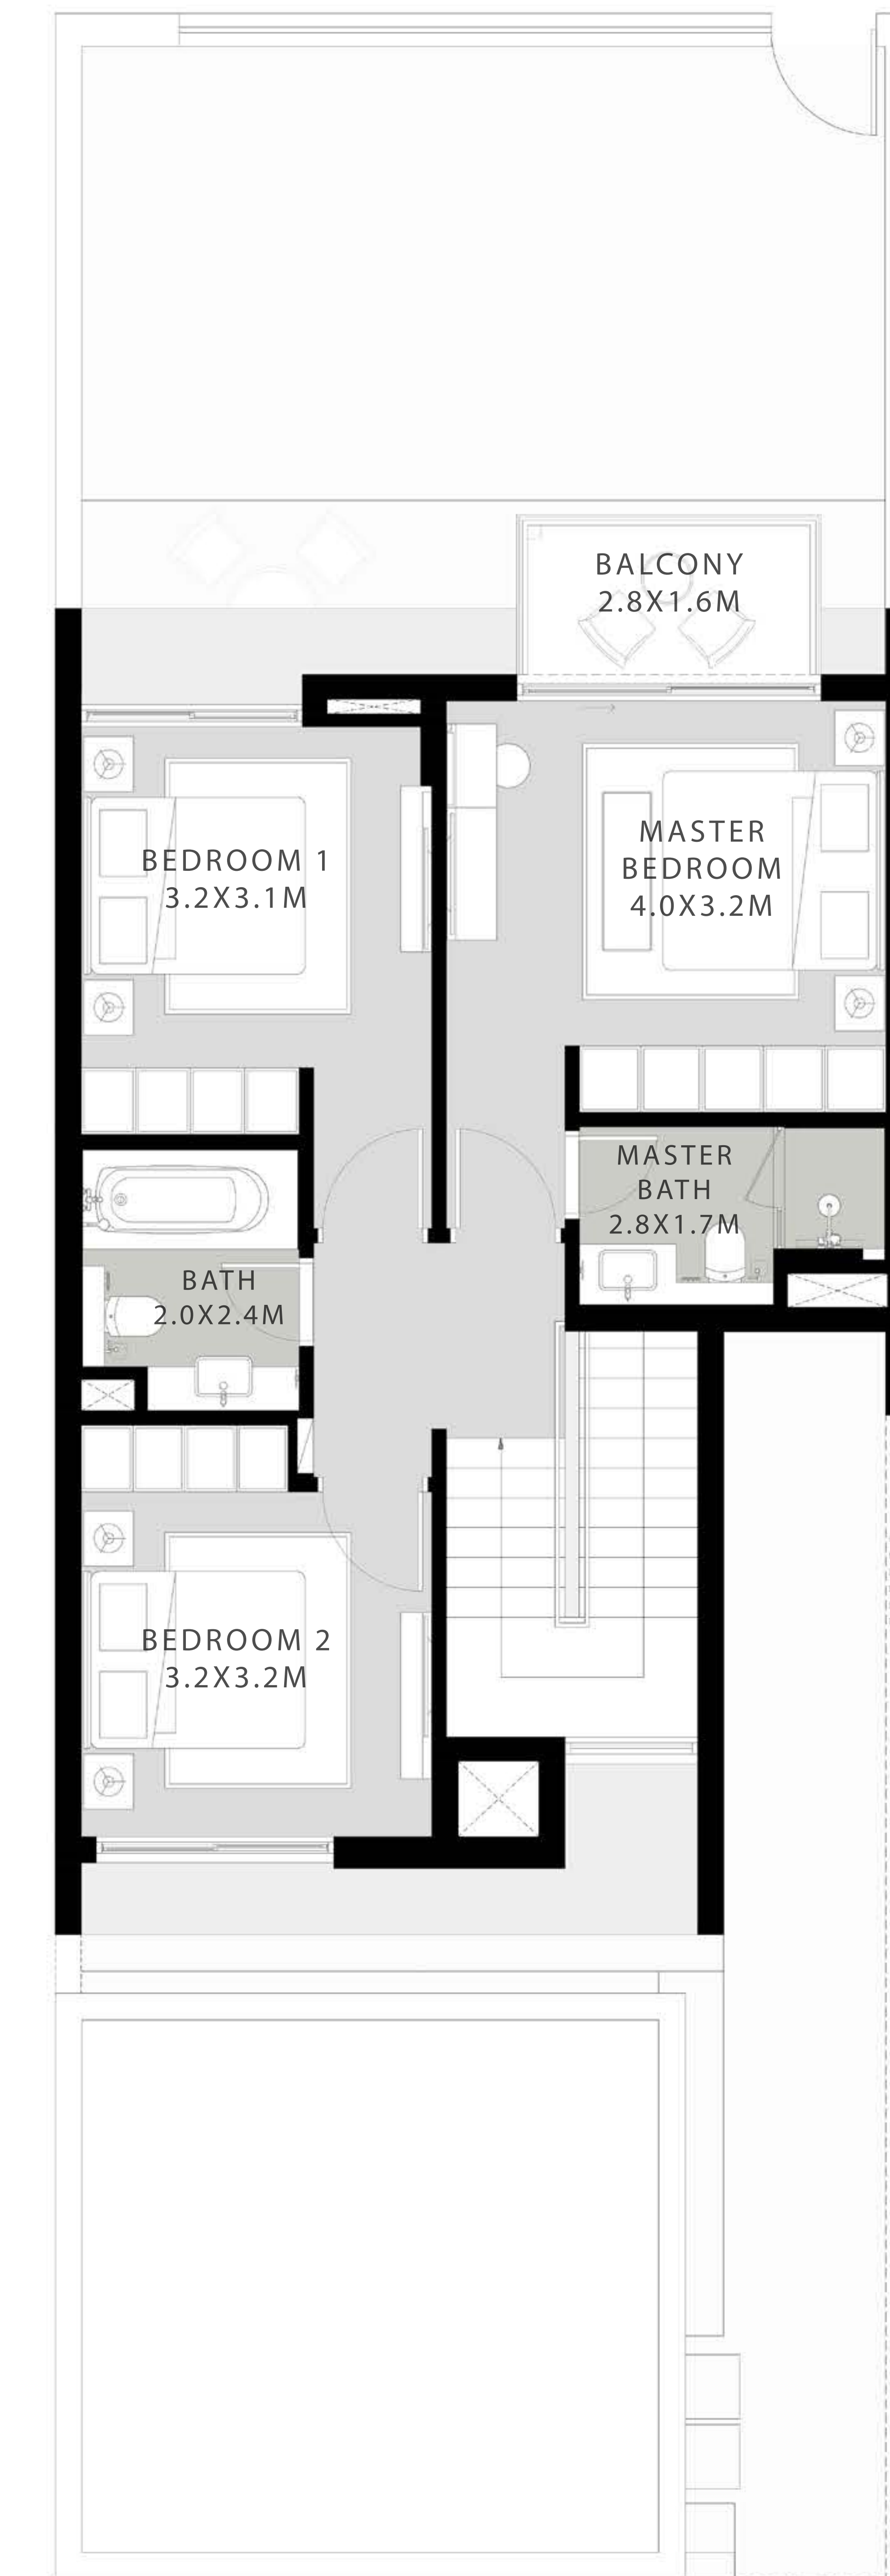 BALCONY
2.8X1.6M
BEDROOM 1
3.2X3.1M
MASTER
BEDROOM
4.0X3.2M
MASTER
BATH
2.8X1.7M
BATH
2.0X2.4M
BEDROOM 2
3.2X3.2M